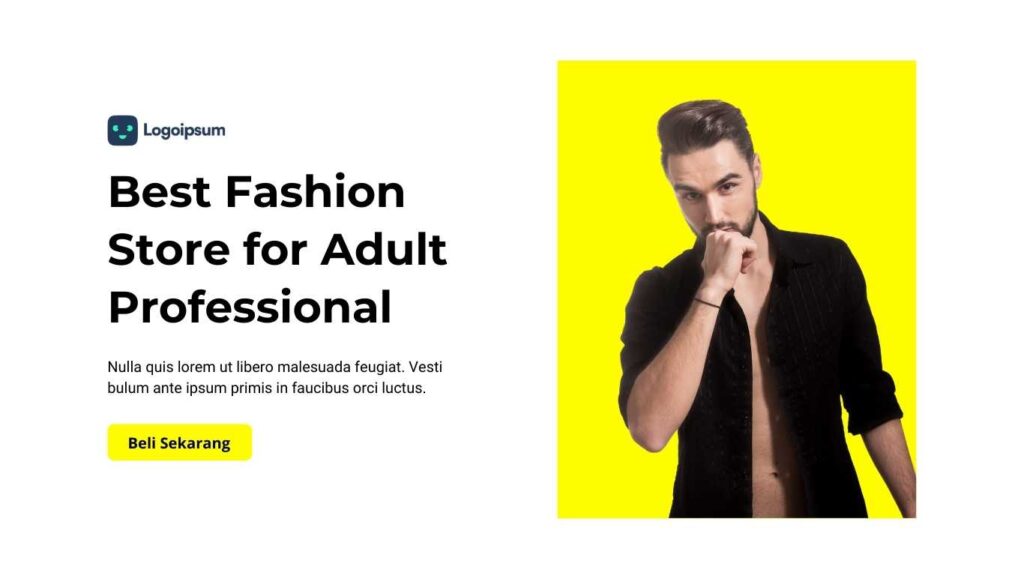 Logoipsum
Best Fashion
Store for Adult
Professional
Nulla quis lorem ut libero malesuada feugiat. Vesti
bulum ante ipsum primis in faucibus orci luctus.
Beli Sekarang